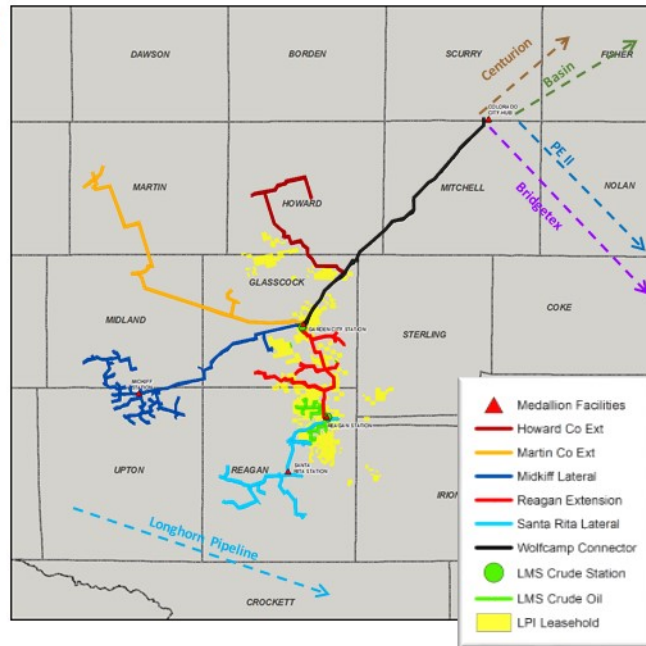 DAWSON
BORDEN
SCURRY
FISHER
Centurion
Basin
COLORADO
CITY HUB
MARTIN
HOWARD
MITCHELL
NOLAN
PE II
Bridgetex
GLASSCOCK
MIDLAND
GARDEN CITY STATION
STERLING
COKE
MIDKIFF
STATION
REAGAN STATION
UPTON
REAGAN
SANTA
RITA STATION
IRION
Longhorn Pipeline
CROCKETT
Medallion Facilities
Howard Co Ext
Martin Co Ext
Midkiff Lateral
Reagan Extension
Santa Rita Lateral
Wolfcamp Connector
LMS Crude Station
LMS Crude Oil
LPI Leasehold